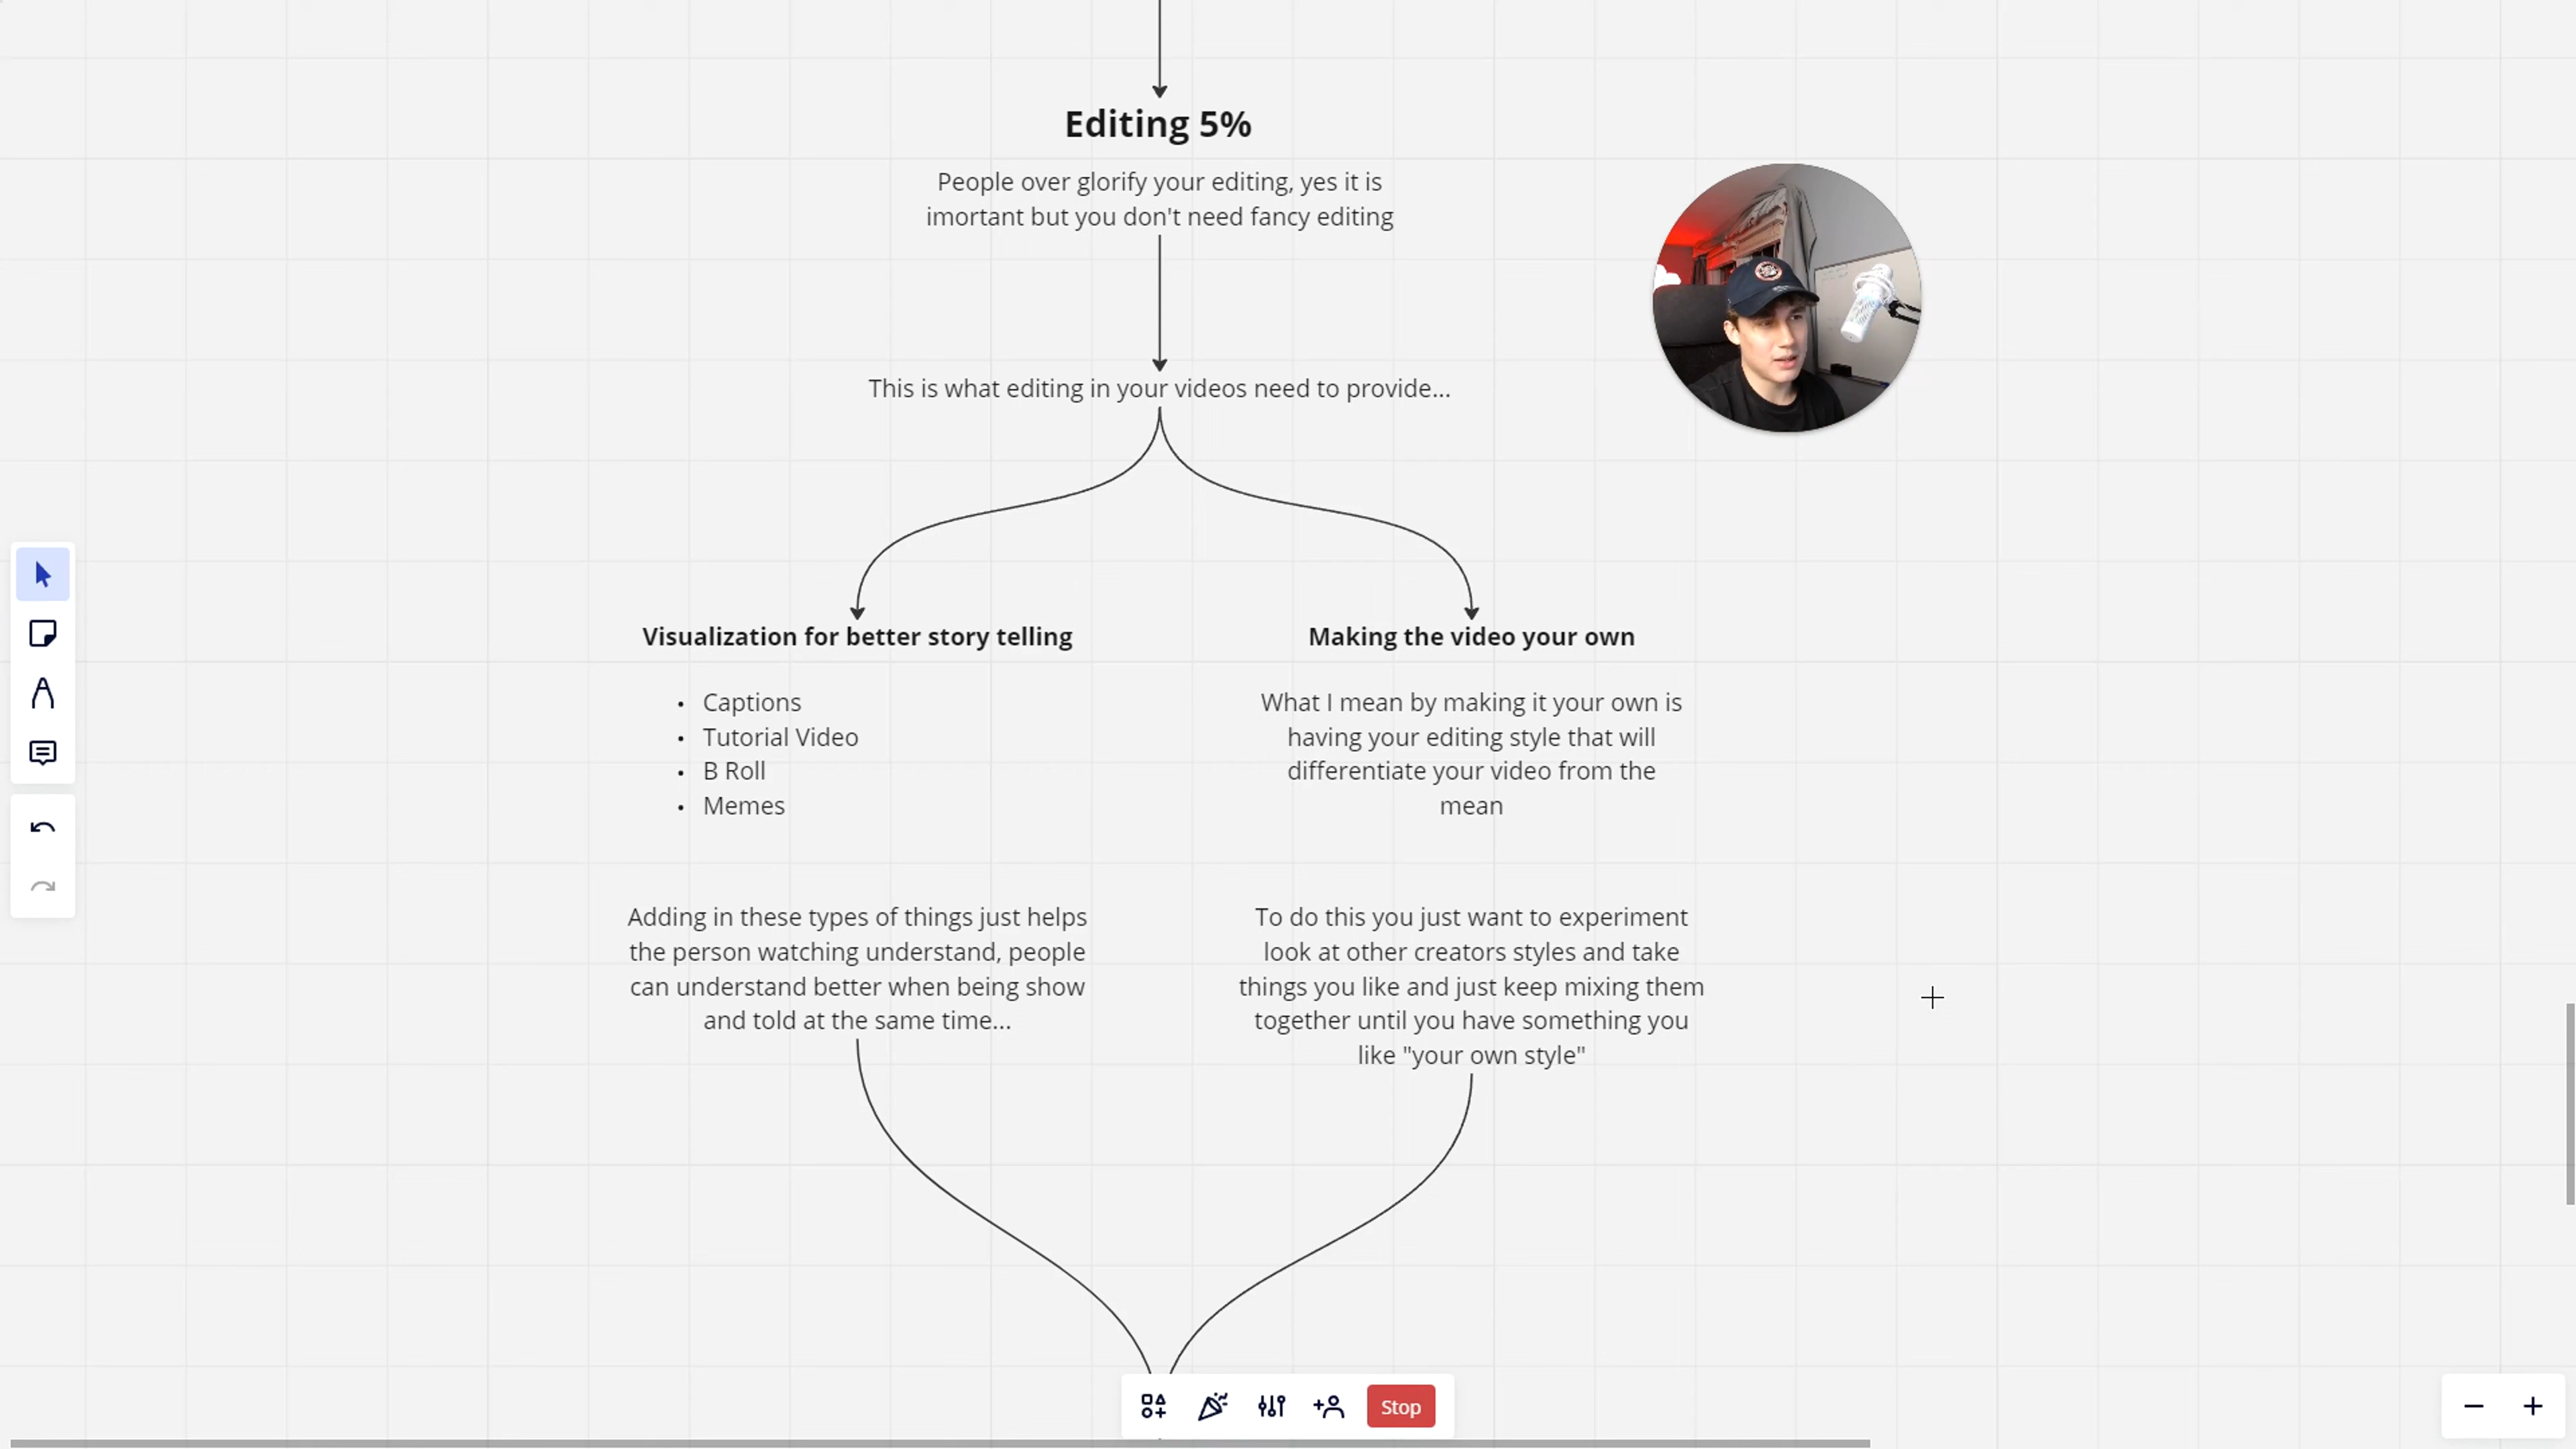 Editing 5%
People over glorify your editing, yes it is
imortant but you don't need fancy editing
This is what editing in your videos need to provide...
Visualization for better story telling
• Captions
• Tutorial Video
• B Roll
• Memes
Adding in these types of things just helps
the person watching understand, people
can understand better when being show
and told at the same time...
Making the video your own
What I mean by making it your own is
having your editing style that will
differentiate your video from the
mean
To do this you just want to experiment
look at other creators styles and take
things you like and just keep mixing them
together until you have something you
like "your own style"
Stop